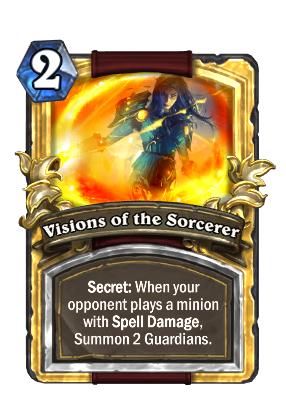 2
Visions of the Sorcerer
Secret: When your
opponent plays a minion
with Spell Damage,
Summon 2 Guardians.